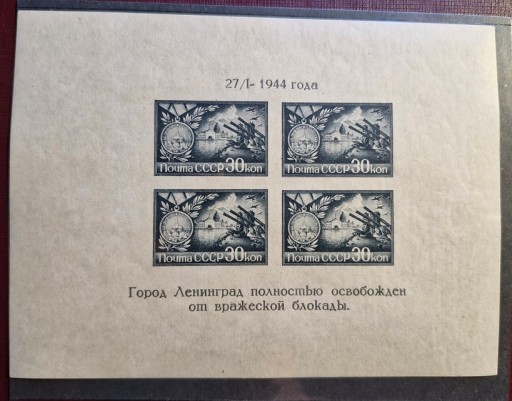 27/I - 1944 года
Почта СССР 30 коп
Почта СССР 30 коп
Почта СССР 30 коп
Почта СССР 30 коп
Город Ленинград полностью освобожден
от вражеской блокады.